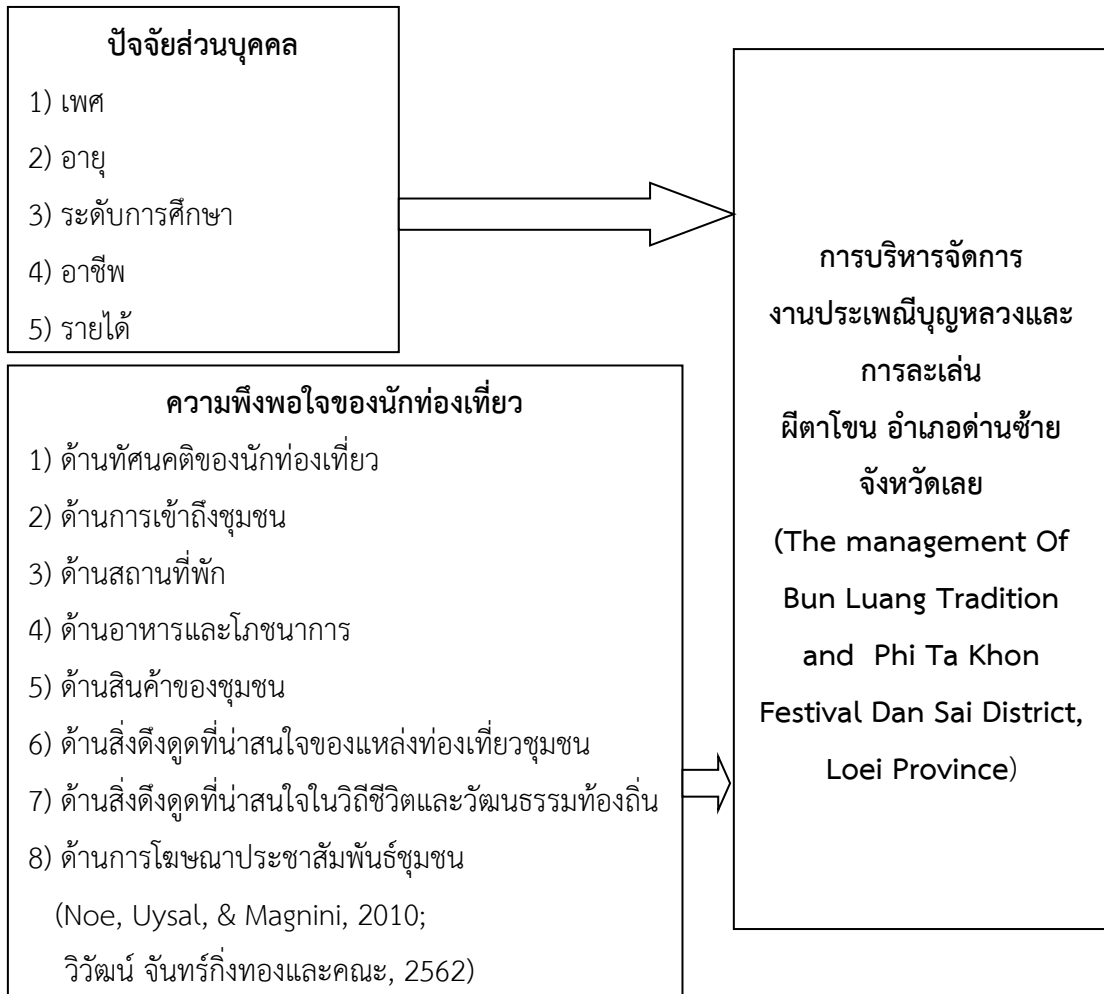 ปัจจัยส่วนบุคคล
1) เพศ
2) อายุ
3) ระดับการศึกษา
4) อาชีพ
5) รายได้
ความพึงพอใจของนักท่องเที่ยว
1) ด้านทัศนคติของนักท่องเที่ยว
2) ด้านการเข้าถึงชุมชน
3) ด้านสถานที่พัก
4) ด้านอาหารและโภชนาการ
5) ด้านสินค้าของชุมชน
6) ด้านสิ่งดึงดูดที่น่าสนใจของแหล่งท่องเที่ยวชุมชน
7) ด้านสิ่งดึงดูดที่น่าสนใจในวิถีชีวิตและวัฒนธรรมท้องถิ่น
8) ด้านการโฆษณาประชาสัมพันธ์ชุมชน
(Noe, Uysal, & Magnini, 2010;
วิวัฒน์ จันทร์กิ่งทองและคณะ, 2562)
การบริหารจัดการ
งานประเพณีบุญหลวงและ
การละเล่น
ผีตาโขน อำเภอด่านซ้าย
จังหวัดเลย
(The management Of
Bun Luang Tradition
and Phi Ta Khon
Festival Dan Sai District,
Loei Province)